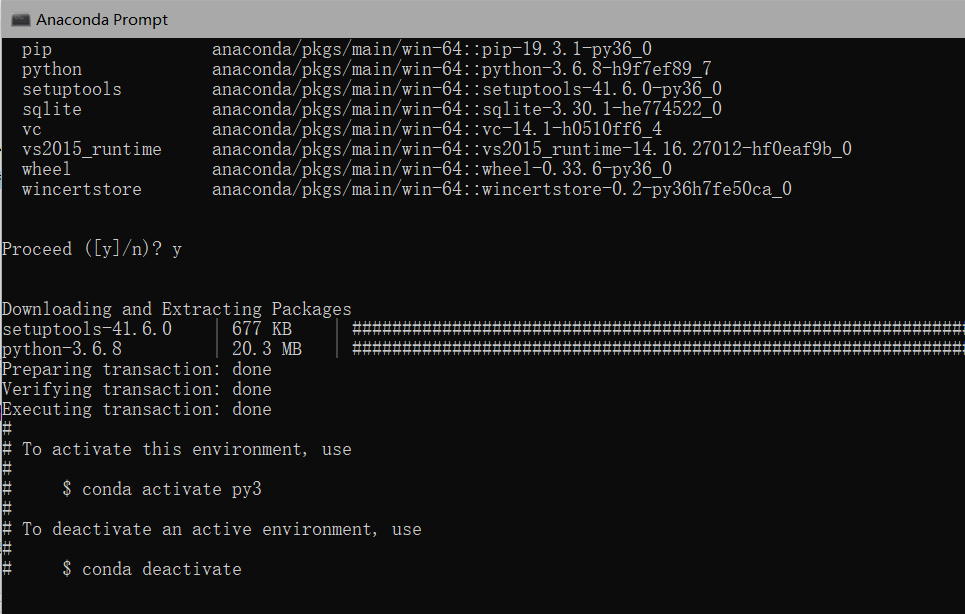 Anaconda Prompt
pip anaconda/pkgs/main/win-64::pip-19.3.1-py36_0
python anaconda/pkgs/main/win-64::python-3.6.8-h9f7ef89_7
setuptools anaconda/pkgs/main/win-64::setuptools-41.6.0-py36_0
sqlite anaconda/pkgs/main/win-64::sqlite-3.30.1-he774522_0
vc anaconda/pkgs/main/win-64::vc-14.1-h0510ff6_4
vs2015_runtime anaconda/pkgs/main/win-64::vs2015_runtime-14.16.27012-hf0eaf9b_0
wheel anaconda/pkgs/main/win-64::wheel-0.33.6-py36_0
wincertstore anaconda/pkgs/main/win-64::wincertstore-0.2-py36h7fe50ca_0
Proceed ([y]/n)? y
Downloading and Extracting Packages
setuptools-41.6.0 | 677 KB | ##############################################################
python-3.6.8 | 20.3 MB | ##############################################################
Preparing transaction: done
Verifying transaction: done
Executing transaction: done
#
# To activate this environment, use
#
# $ conda activate py3
#
# To deactivate an active environment, use
#
# $ conda deactivate